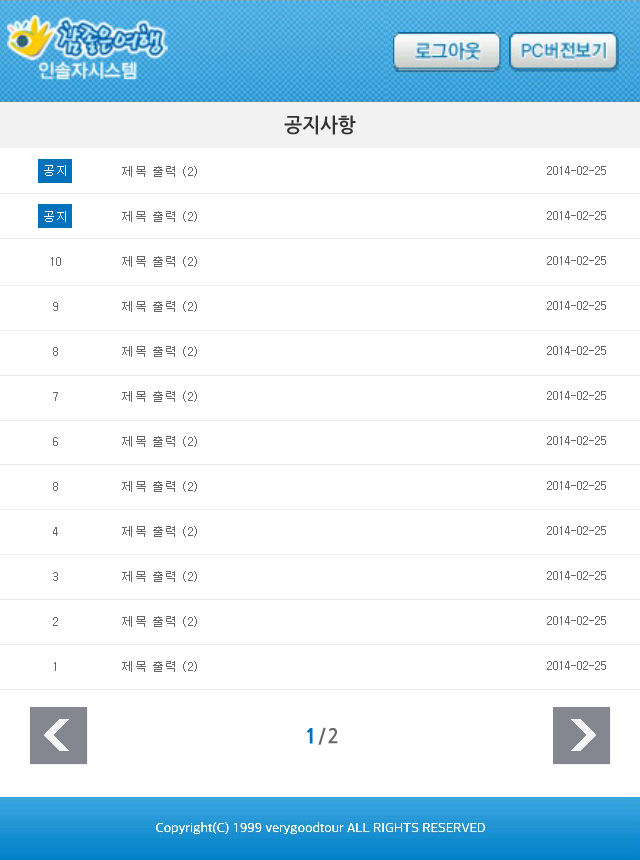 참좋은여행
인솔자시스템
로그아웃 PC버전보기
공지사항
공지 제목 출력 (2) 2014-02-25
공지 제목 출력 (2) 2014-02-25
10 제목 출력 (2) 2014-02-25
9 제목 출력 (2) 2014-02-25
8 제목 출력 (2) 2014-02-25
7 제목 출력 (2) 2014-02-25
6 제목 출력 (2) 2014-02-25
8 제목 출력 (2) 2014-02-25
4 제목 출력 (2) 2014-02-25
3 제목 출력 (2) 2014-02-25
2 제목 출력 (2) 2014-02-25
1 제목 출력 (2) 2014-02-25
1/2
Copyright(C) 1999 verygoodtour ALL RIGHTS RESERVED